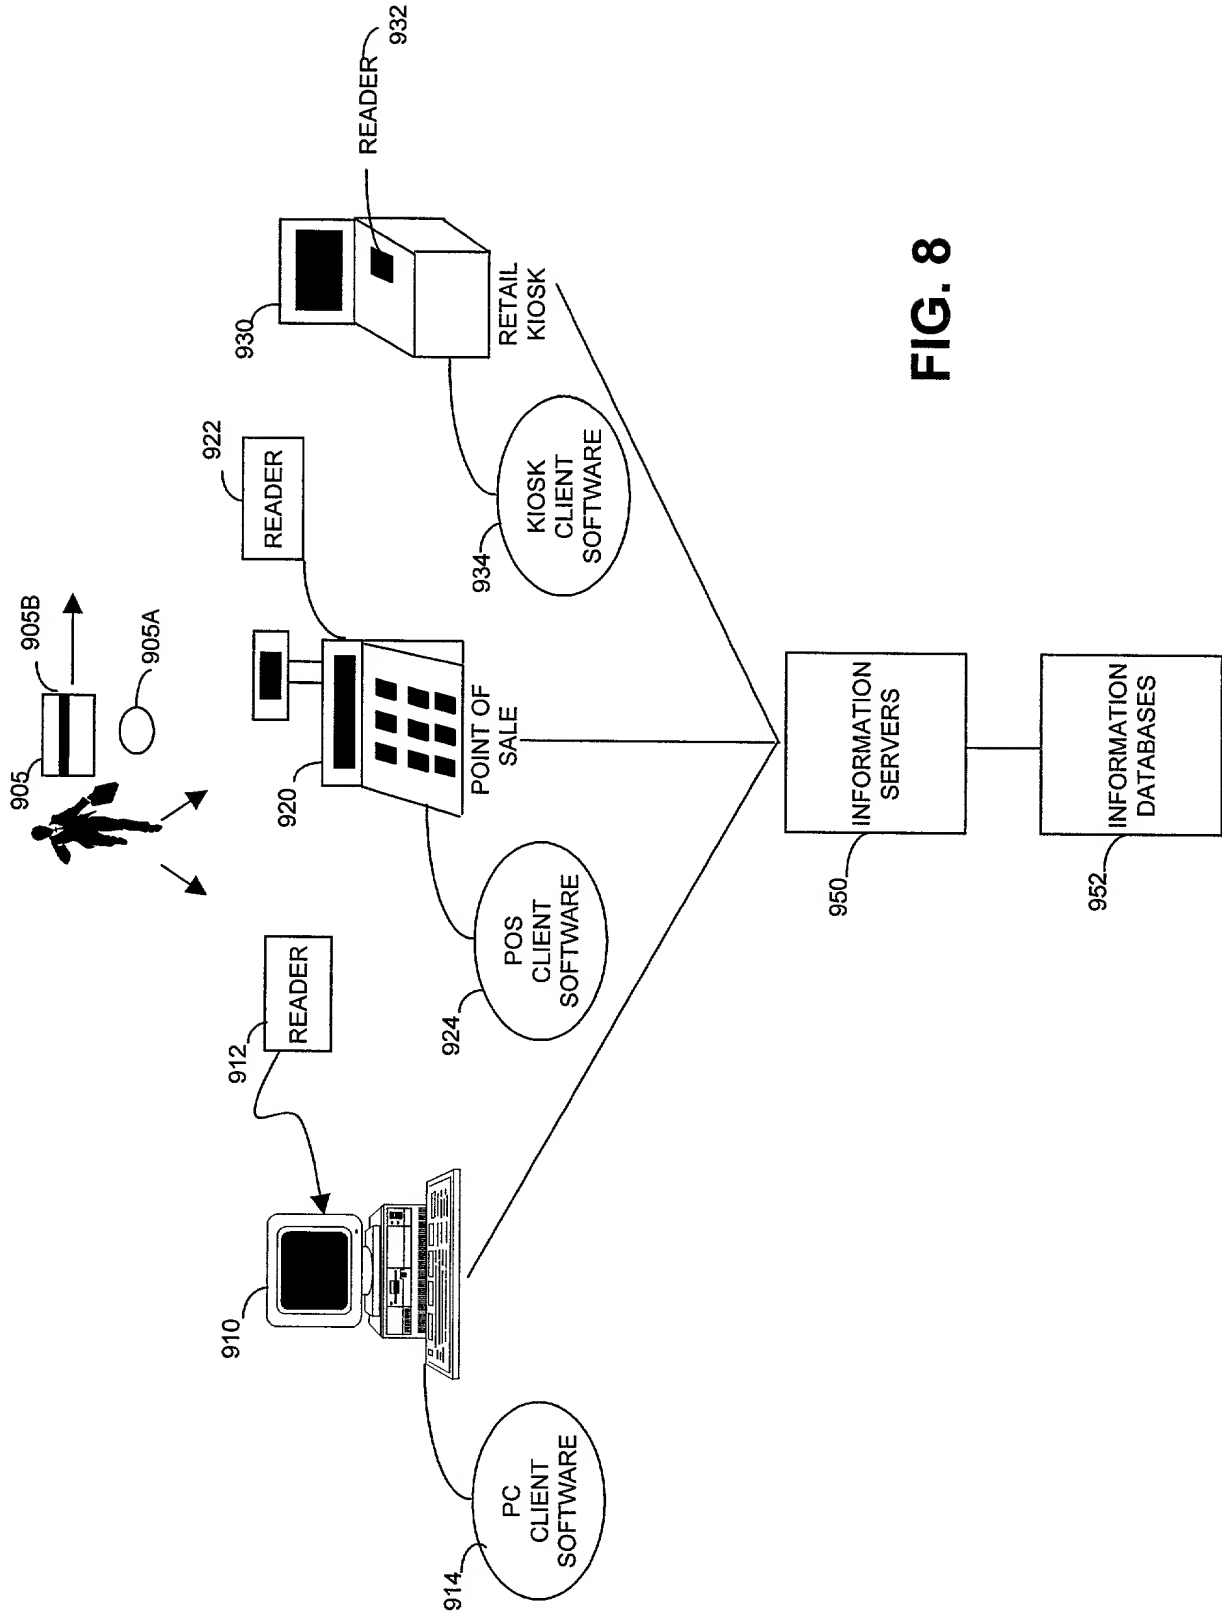 905
905B
905A
910
912
READER
920
922
READER
930
READER
932
PC
CLIENT
SOFTWARE
914
POS
CLIENT
SOFTWARE
924
POINT OF
SALE
KIOSK
CLIENT
SOFTWARE
934
RETAIL
KIOSK
INFORMATION
SERVERS
950
INFORMATION
DATABASES
952
FIG. 8